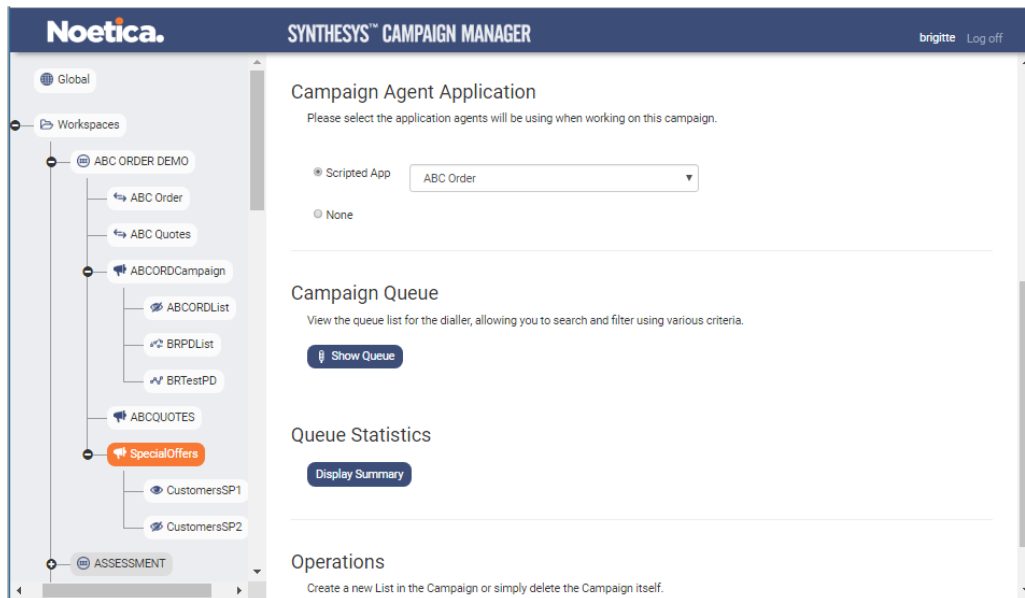 Noetica.
SYNTHESYS™ CAMPAIGN MANAGER
brigitte Log off
Global
Workspaces
ABC ORDER DEMO
ABC Order
ABC Quotes
ABCORDCampaign
ABCORDList
BRPDList
BRTestPD
ABCQUOTES
SpecialOffers
CustomersSP1
CustomersSP2
ASSESSMENT
Campaign Agent Application
Please select the application agents will be using when working on this campaign.
Scripted App ABC Order
None
Campaign Queue
View the queue list for the dialler, allowing you to search and filter using various criteria.
Show Queue
Queue Statistics
Display Summary
Operations
Create a new List in the Campaign or simply delete the Campaign itself.